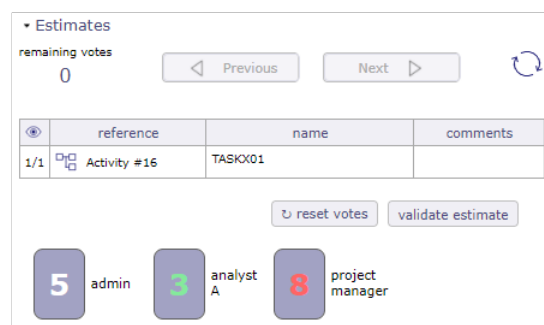 Estimates
remaining votes
0
Previous
Next
reference name comments
1/1 Activity #16 TASKX01
reset votes
validate estimate
5 admin
3 analyst
A
8 project
manager